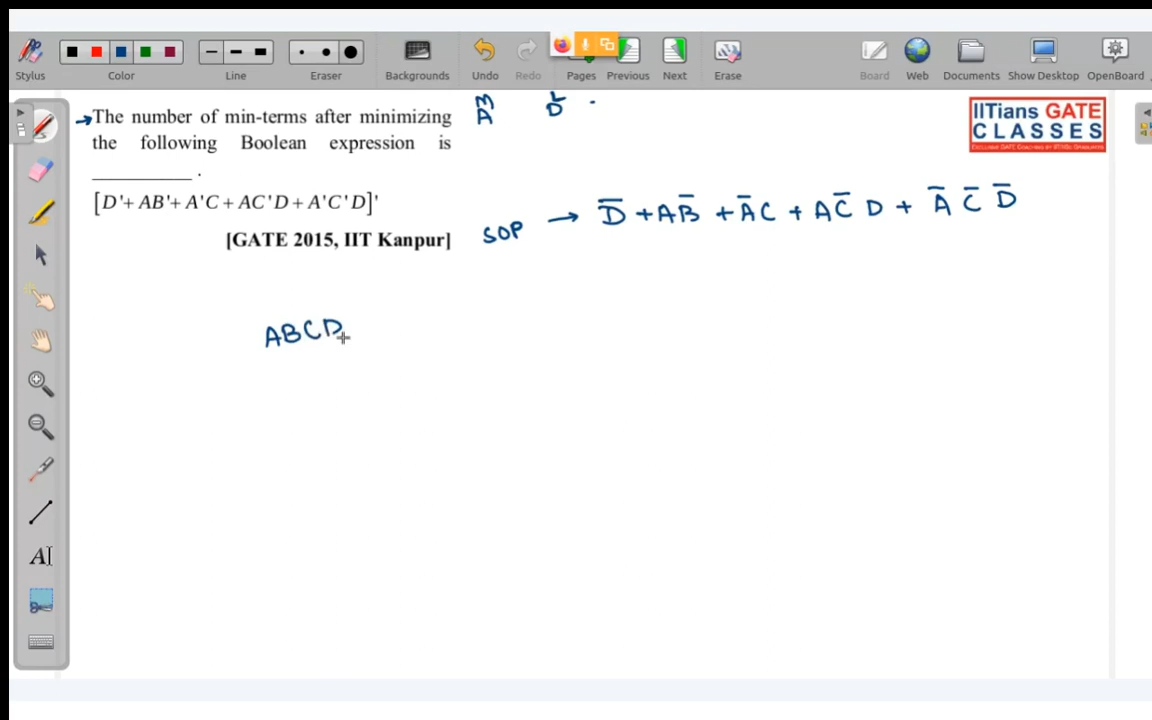 Stylus Color Line Eraser Backgrounds Undo Redo Pages Previous Next Erase Board Web Documents Show Desktop OpenBoard
The number of min-terms after minimizing
the following Boolean expression is
__________ .
[D'+ AB'+ A'C + AC'D + A'C'D]'
[GATE 2015, IIT Kanpur]
M L
A D .
IITians GATE
CLASSES
SOP → D̅ + AB̅ + A̅C + AC̅D + A̅ C̅ D̅
ABCD
A